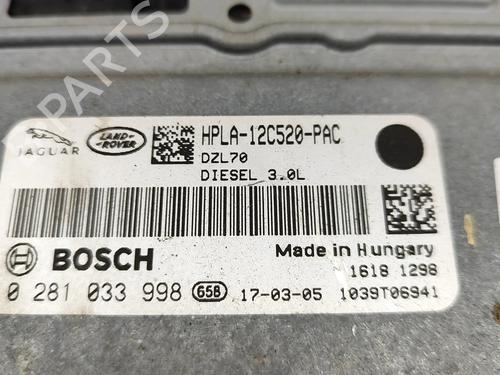 B-PARTS
JAGUAR
LAND-ROVER
HPLA-12C520-PAC
DZL70
DIESEL 3.0L
BOSCH
Made in Hungary
1618 1298
0 281 033 998 658 17-03-05 1039T06941